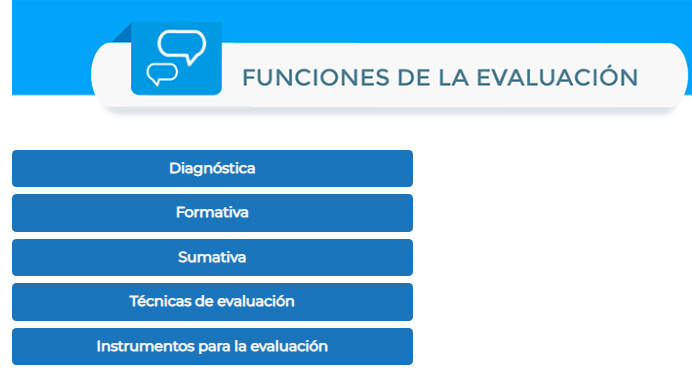 FUNCIONES DE LA EVALUACIÓN
Diagnóstica
Formativa
Sumativa
Técnicas de evaluación
Instrumentos para la evaluación